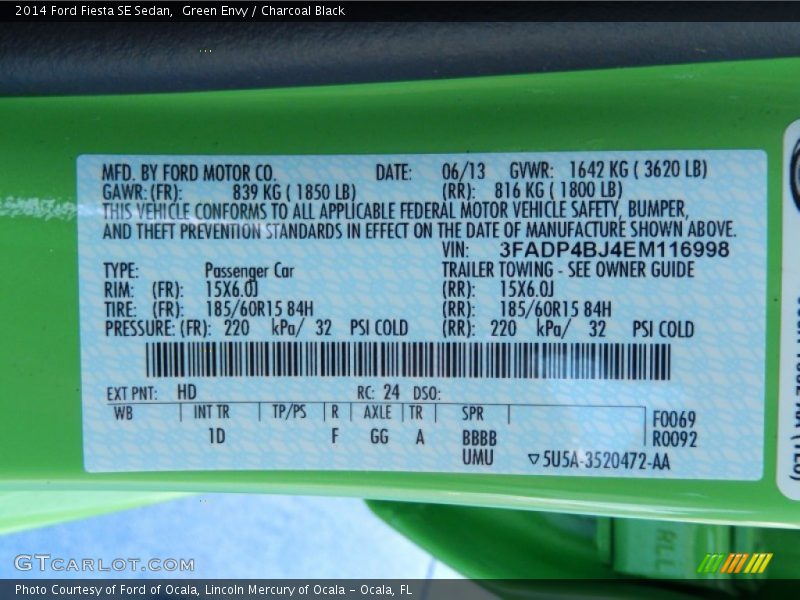 2014 Ford Fiesta SE Sedan,  Green Envy / Charcoal Black
MFD. BY FORD MOTOR CO. DATE: 06/13 GVWR: 1642 KG ( 3620 LB)
GAWR: (FR): 839 KG ( 1850 LB) (RR): 816 KG ( 1800 LB)
THIS VEHICLE CONFORMS TO ALL APPLICABLE FEDERAL MOTOR VEHICLE SAFETY, BUMPER,
AND THEFT PREVENTION STANDARDS IN EFFECT ON THE DATE OF MANUFACTURE SHOWN ABOVE.
VIN: 3FADP4BJ4EM116998
TYPE: Passenger Car TRAILER TOWING - SEE OWNER GUIDE
RIM: (FR): 15X6.0J (RR): 15X6.0J
TIRE: (FR): 185/60R15 84H (RR): 185/60R15 84H
PRESSURE: (FR): 220 kPa/ 32 PSI COLD (RR): 220 kPa/ 32 PSI COLD
EXT PNT: HD RC: 24 DSO:
WB INT TR TP/PS R AXLE TR SPR F0069
1D F GG A BBBB R0092
UMU ▽5U5A-3520472-AA
GTCARLOT.COM
Photo Courtesy of Ford of Ocala, Lincoln Mercury of Ocala - Ocala, FL